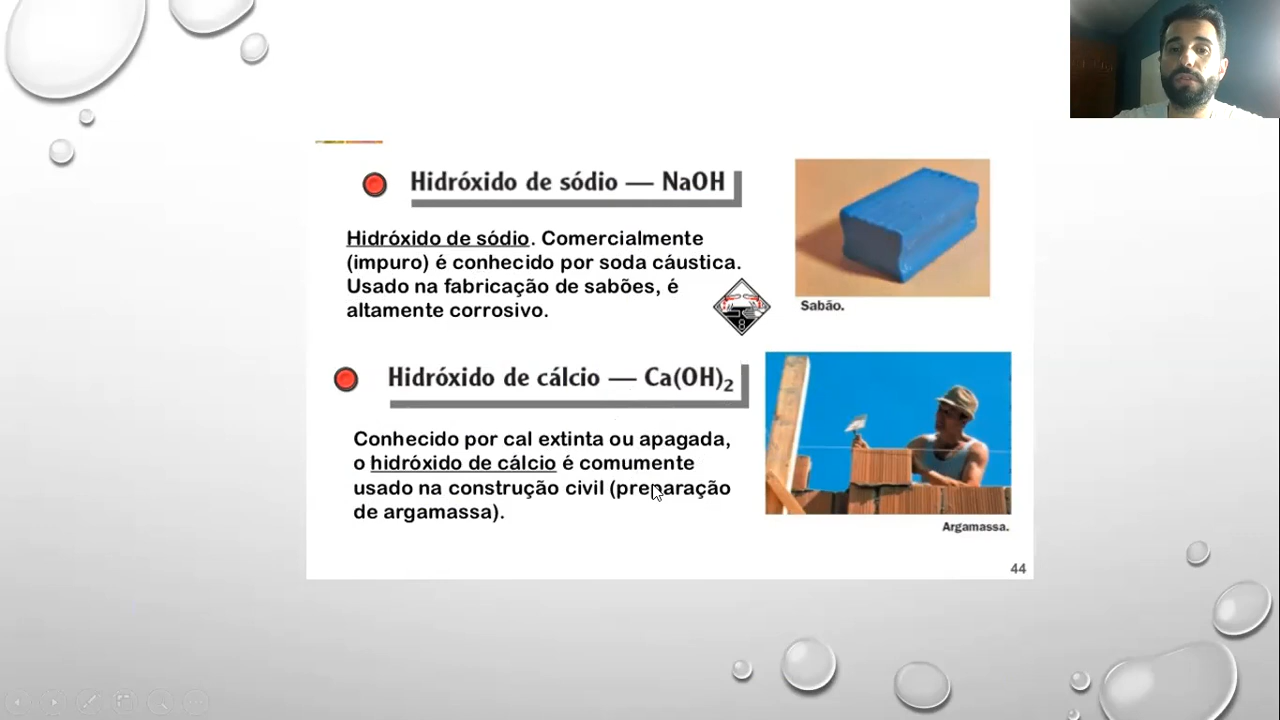 Hidróxido de sódio — NaOH
Hidróxido de sódio. Comercialmente
(impuro) é conhecido por soda cáustica.
Usado na fabricação de sabões, é
altamente corrosivo.
8
Sabão.
Hidróxido de cálcio — Ca(OH)₂
Conhecido por cal extinta ou apagada,
o hidróxido de cálcio é comumente
usado na construção civil (preparação
de argamassa).
Argamassa.
44